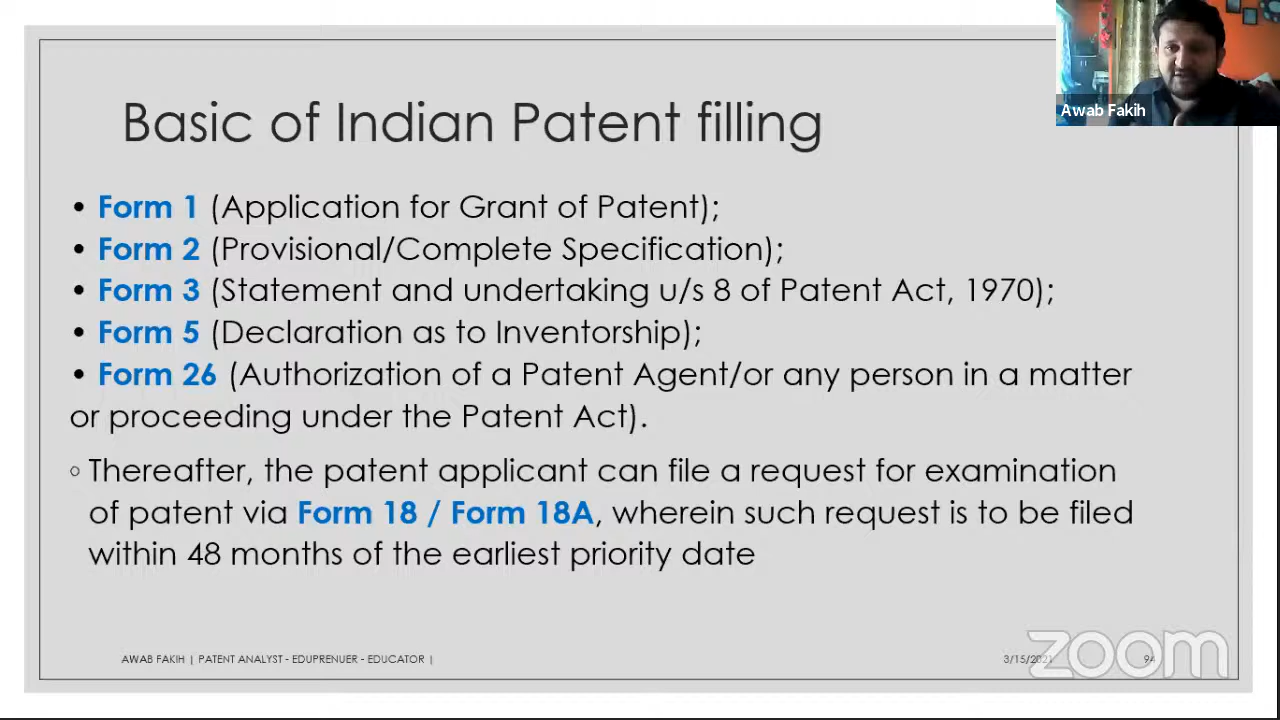 Awab Fakih
Basic of Indian Patent filling
• Form 1 (Application for Grant of Patent);
• Form 2 (Provisional/Complete Specification);
• Form 3 (Statement and undertaking u/s 8 of Patent Act, 1970);
• Form 5 (Declaration as to Inventorship);
• Form 26 (Authorization of a Patent Agent/or any person in a matter
or proceeding under the Patent Act).
◦ Thereafter, the patent applicant can file a request for examination
of patent via Form 18 / Form 18A, wherein such request is to be filed
within 48 months of the earliest priority date
AWAB FAKIH | PATENT ANALYST - EDUPRENUER - EDUCATOR |
3/15/2021
94
zoom